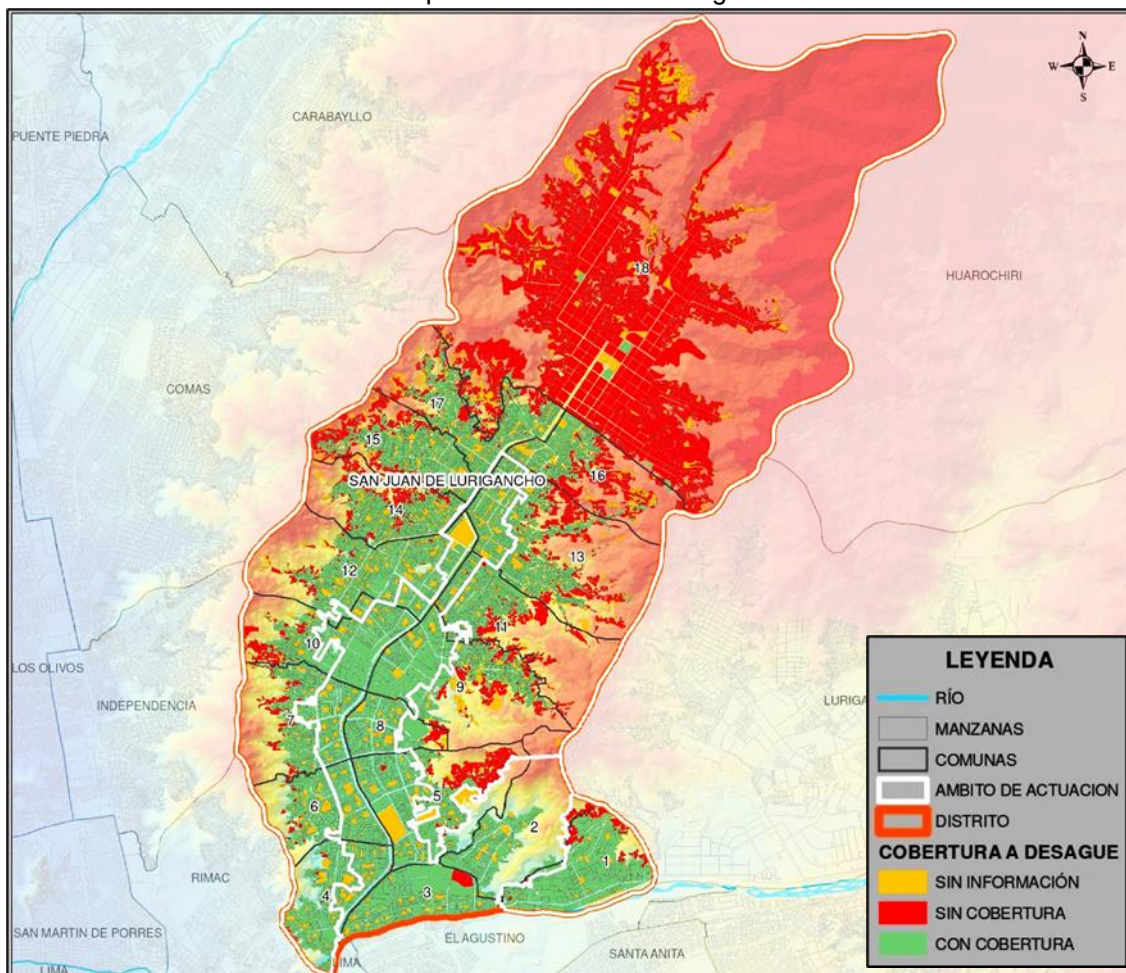 N
W E
S
CARABAYLLO
PUENTE PIEDRA
HUAROCHIRI
18
COMAS
17
15
16
SAN JUAN DE LURIGANCHO
14
13
12
11
10
LOS OLIVOS
9
INDEPENDENCIA
7
8
LURIGA
5
6
2
1
RIMAC
4
3
SAN MARTIN DE PORRES
EL AGUSTINO
SANTA ANITA
LIMA
LIMA
LEYENDA
RÍO
MANZANAS
COMUNAS
AMBITO DE ACTUACION
DISTRITO
COBERTURA A DESAGUE
SIN INFORMACIÓN
SIN COBERTURA
CON COBERTURA